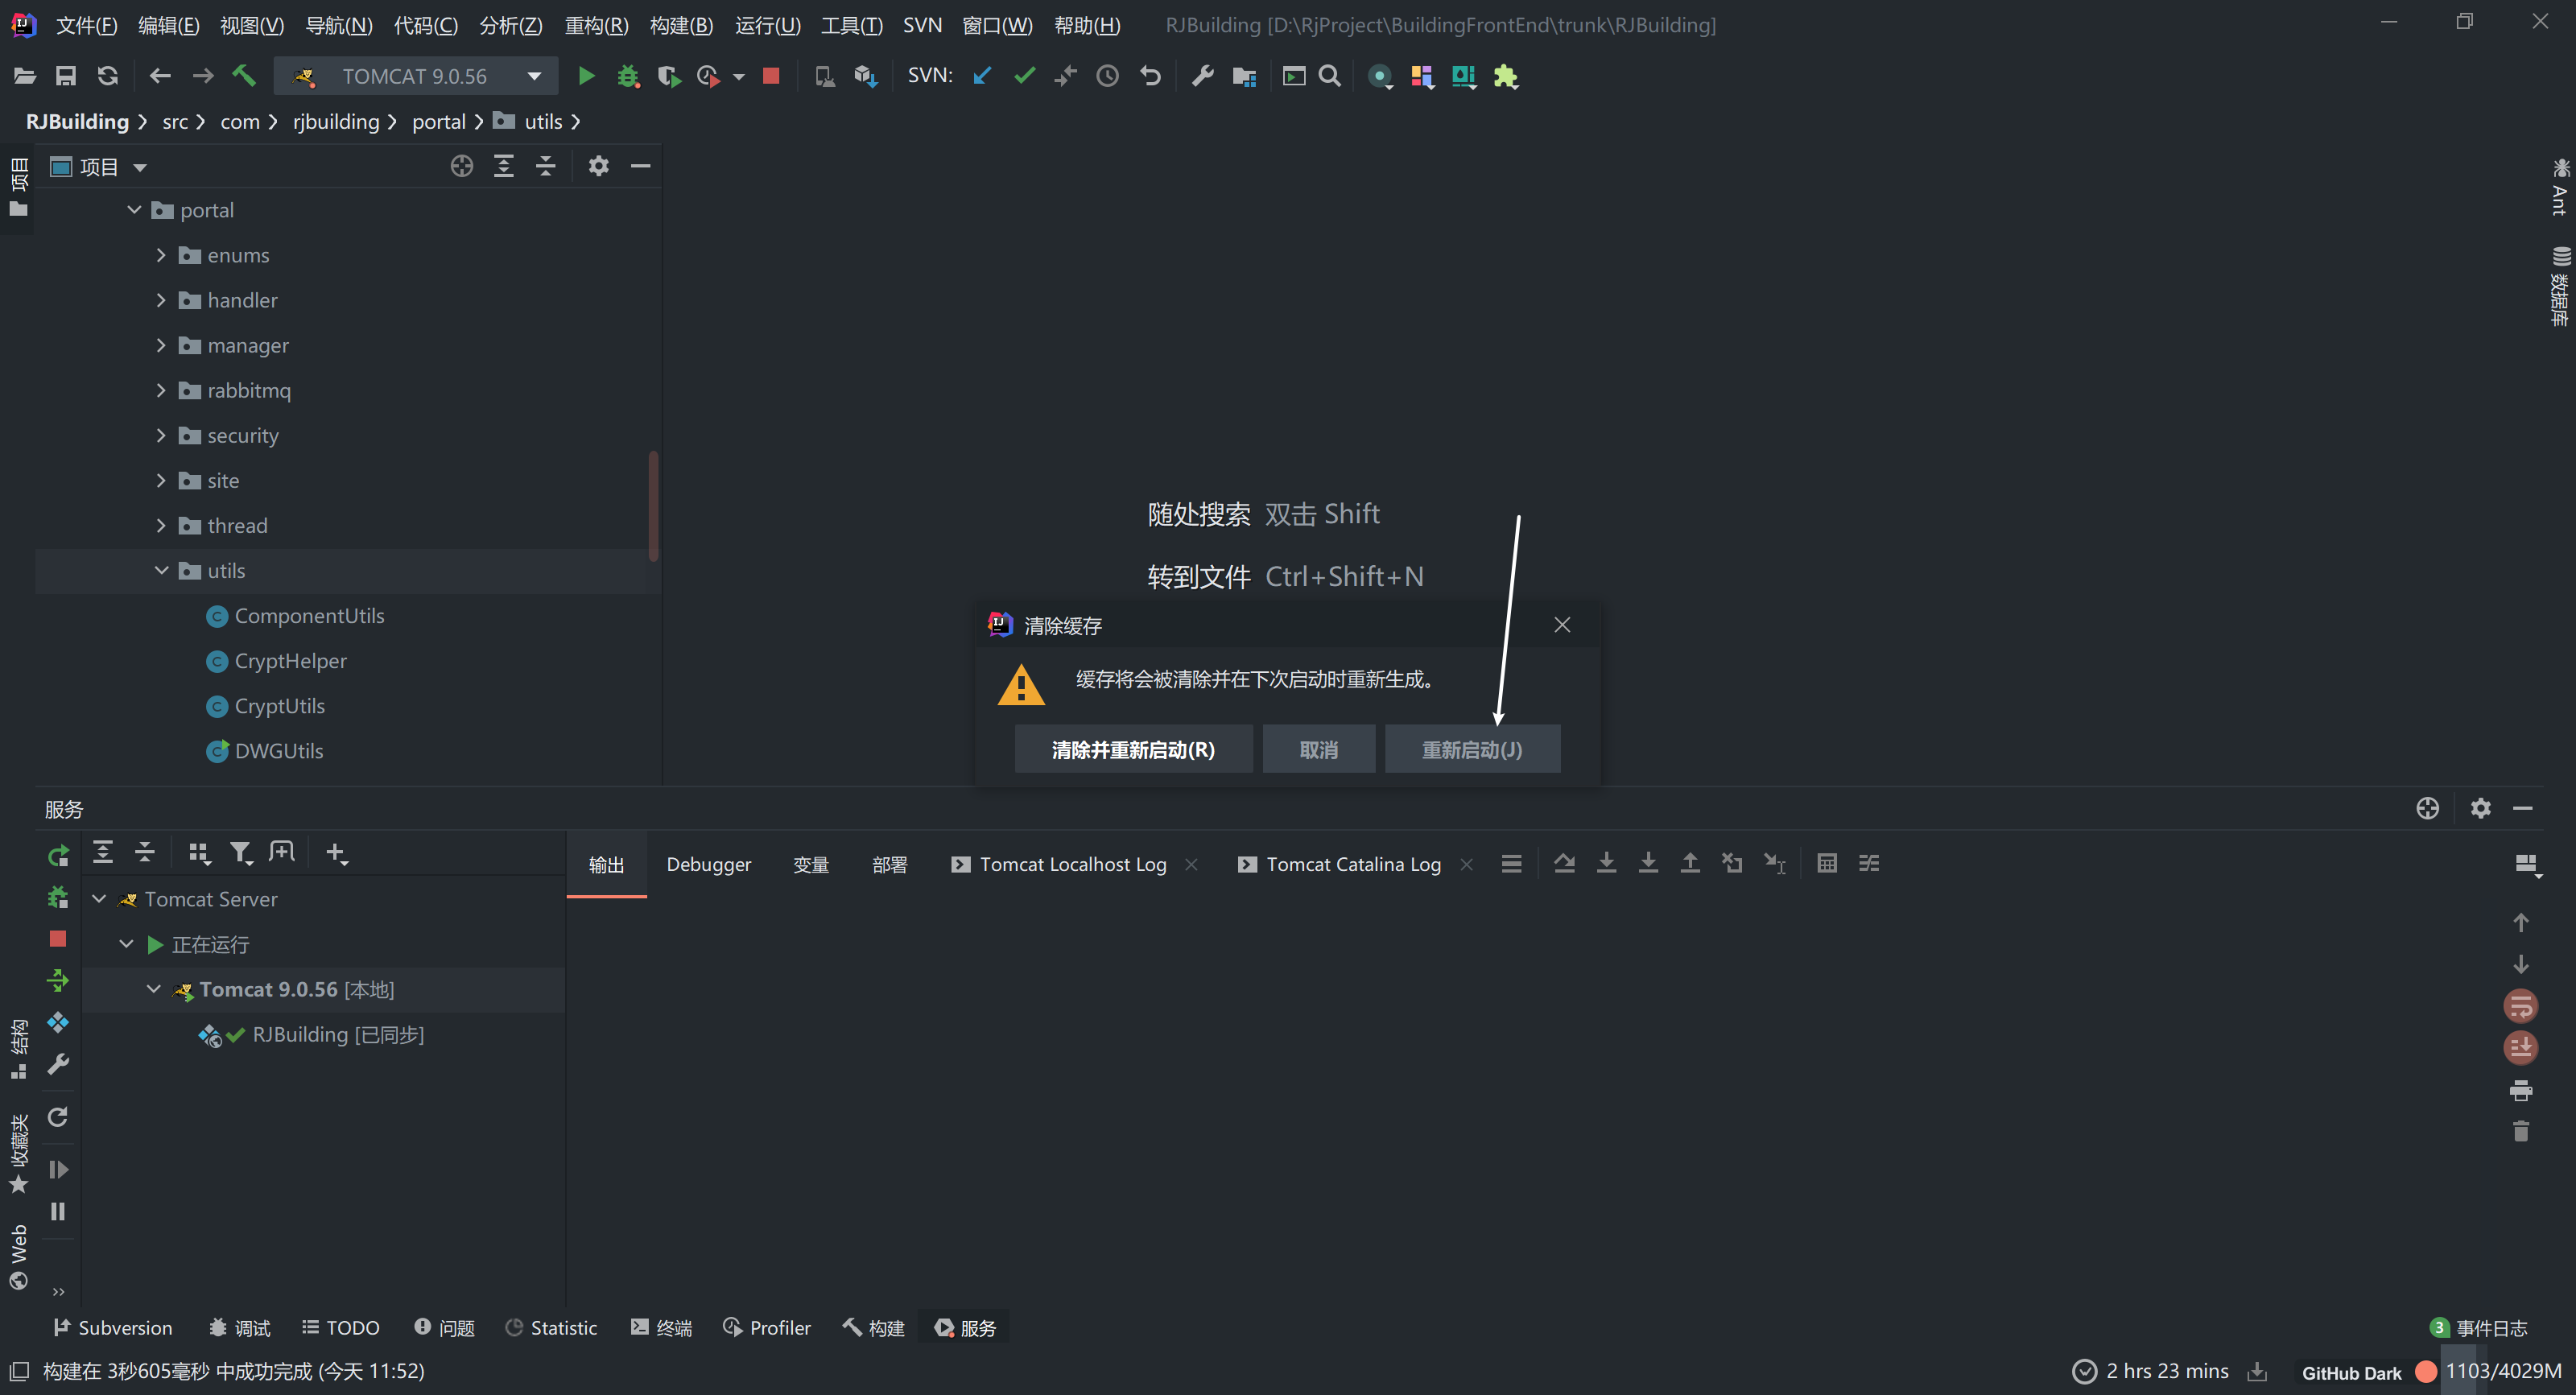 文件(F) 编辑(E) 视图(V) 导航(N) 代码(C) 分析(Z) 重构(R) 构建(B) 运行(U) 工具(T) SVN 窗口(W) 帮助(H) RJBuilding [D:\RjProject\BuildingFrontEnd\trunk\RJBuilding]
TOMCAT 9.0.56 SVN:
RJBuilding src com rjbuilding portal utils
项目
项目
portal
enums
handler
manager
rabbitmq
security
site
thread
utils
ComponentUtils
CryptHelper
CryptUtils
DWGUtils
Ant
数据库
随处搜索 双击 Shift
转到文件 Ctrl+Shift+N
清除缓存
缓存将会被清除并在下次启动时重新生成。
清除并重新启动(R) 取消 重新启动(J)
服务
输出 Debugger 变量 部署 Tomcat Localhost Log Tomcat Catalina Log
Tomcat Server
正在运行
Tomcat 9.0.56 [本地]
RJBuilding [已同步]
结构
收藏夹
Web
Subversion 调试 TODO 问题 Statistic 终端 Profiler 构建 服务 3 事件日志
构建在 3秒605毫秒 中成功完成 (今天 11:52) 2 hrs 23 mins GitHub Dark 1103/4029M